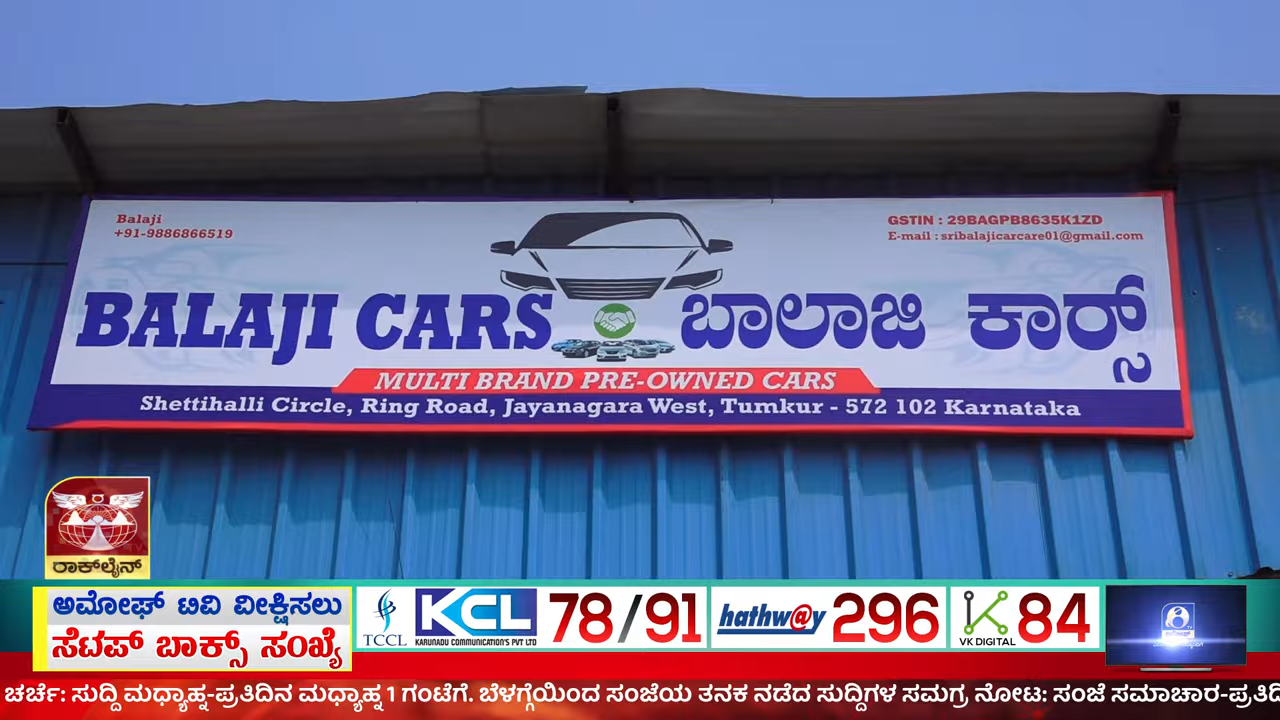 Balaji
+91-9886866519
GSTIN : 29BAGPB8635K1ZD
E-mail : sribalajicarcare01@gmail.com
BALAJI CARS ಬಾಲಾಜಿ ಕಾರ್ಸ್
MULTI BRAND PRE-OWNED CARS
Shettihalli Circle, Ring Road, Jayanagara West, Tumkur - 572 102 Karnataka
ರಾಕ್‌ಲೈನ್
ಅಮೋಘ್ ಟಿವಿ ವೀಕ್ಷಿಸಲು
ಸೆಟಪ್ ಬಾಕ್ಸ್ ಸಂಖ್ಯೆ
TCCL
KCL
KARUNADU COMMUNICATION'S PVT LTD
78/91
hathw@y 296
VK DIGITAL
84
ಚರ್ಚೆ: ಸುದ್ದಿ ಮಧ್ಯಾಹ್ನ-ಪ್ರತಿದಿನ ಮಧ್ಯಾಹ್ನ 1 ಗಂಟೆಗೆ. ಬೆಳಗ್ಗೆಯಿಂದ ಸಂಜೆಯ ತನಕ ನಡೆದ ಸುದ್ದಿಗಳ ಸಮಗ್ರ ನೋಟ: ಸಂಜೆ ಸಮಾಚಾರ-ಪ್ರತಿದಿ